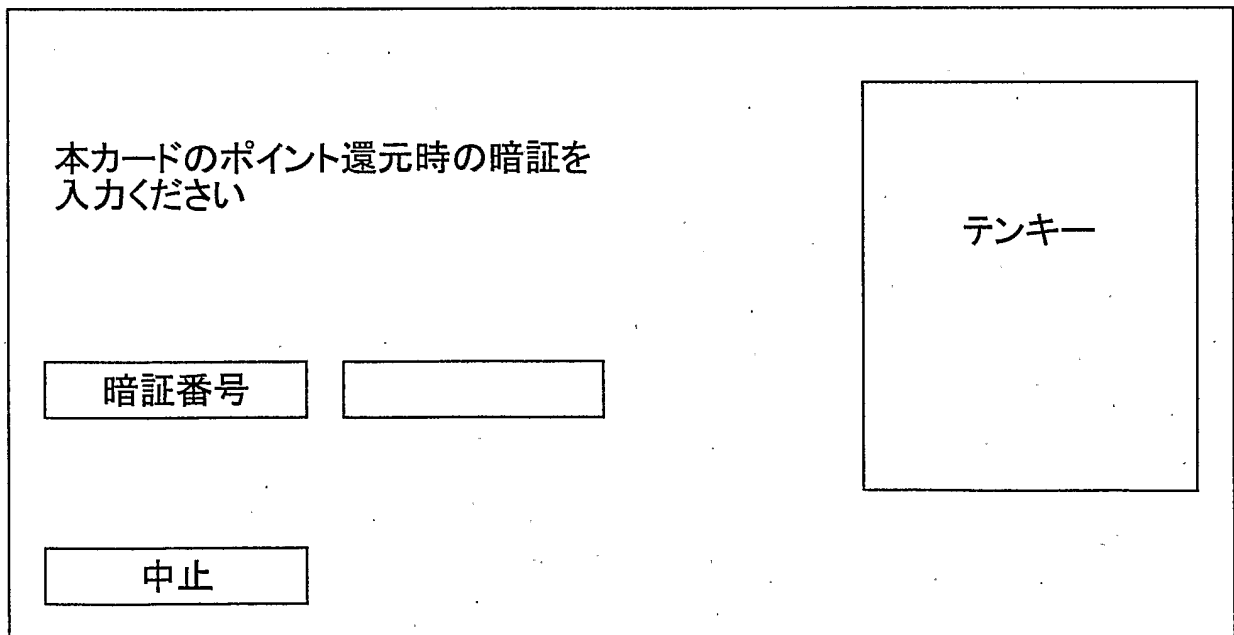 本カードのポイント還元時の暗証を
入力ください
テンキー
暗証番号
中止